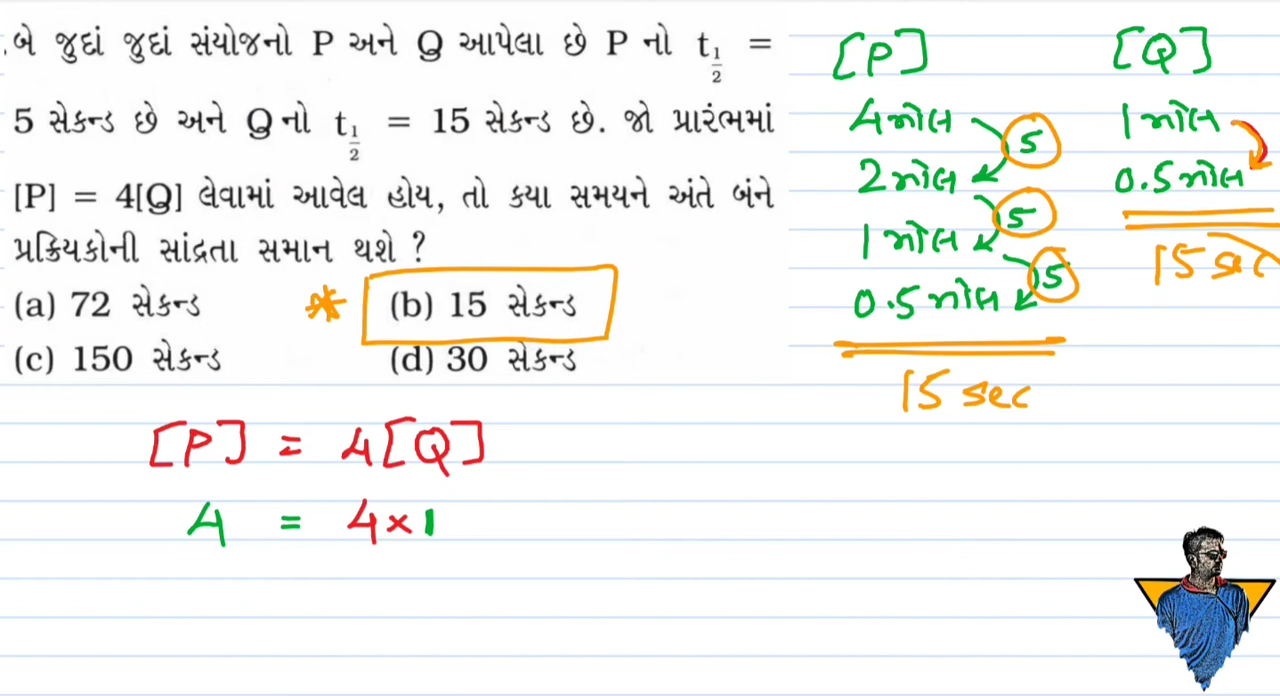 .બે જુદાં જુદાં સંયોજનો P અને Q આપેલા છે P નો t1/2 =
5 સેકન્ડ છે અને Q નો t1/2 = 15 સેકન્ડ છે. જો પ્રારંભમાં
[P] = 4[Q] લેવામાં આવેલ હોય, તો કયા સમયને અંતે બંને
પ્રક્રિયકોની સાંદ્રતા સમાન થશે ?
(a) 72 સેકન્ડ * (b) 15 સેકન્ડ
(c) 150 સેકન્ડ (d) 30 સેકન્ડ
[P] = 4[Q]
4 = 4×1
[P] [Q]
4 મોલ 5 1 મોલ
2 મોલ 5 0.5 મોલ
1 મોલ 5 15 સેક
0.5 મોલ
15 sec